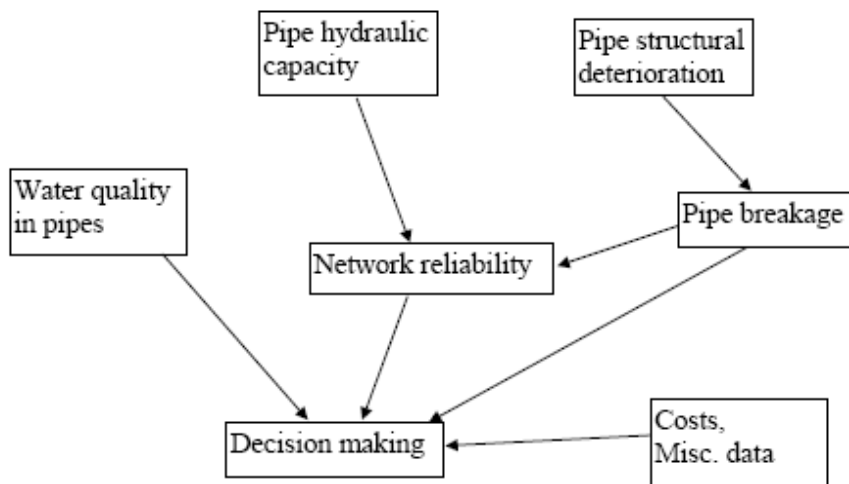 Pipe hydraulic
capacity
Pipe structural
deterioration
Water quality
in pipes
Pipe breakage
Network reliability
Decision making
Costs,
Misc. data